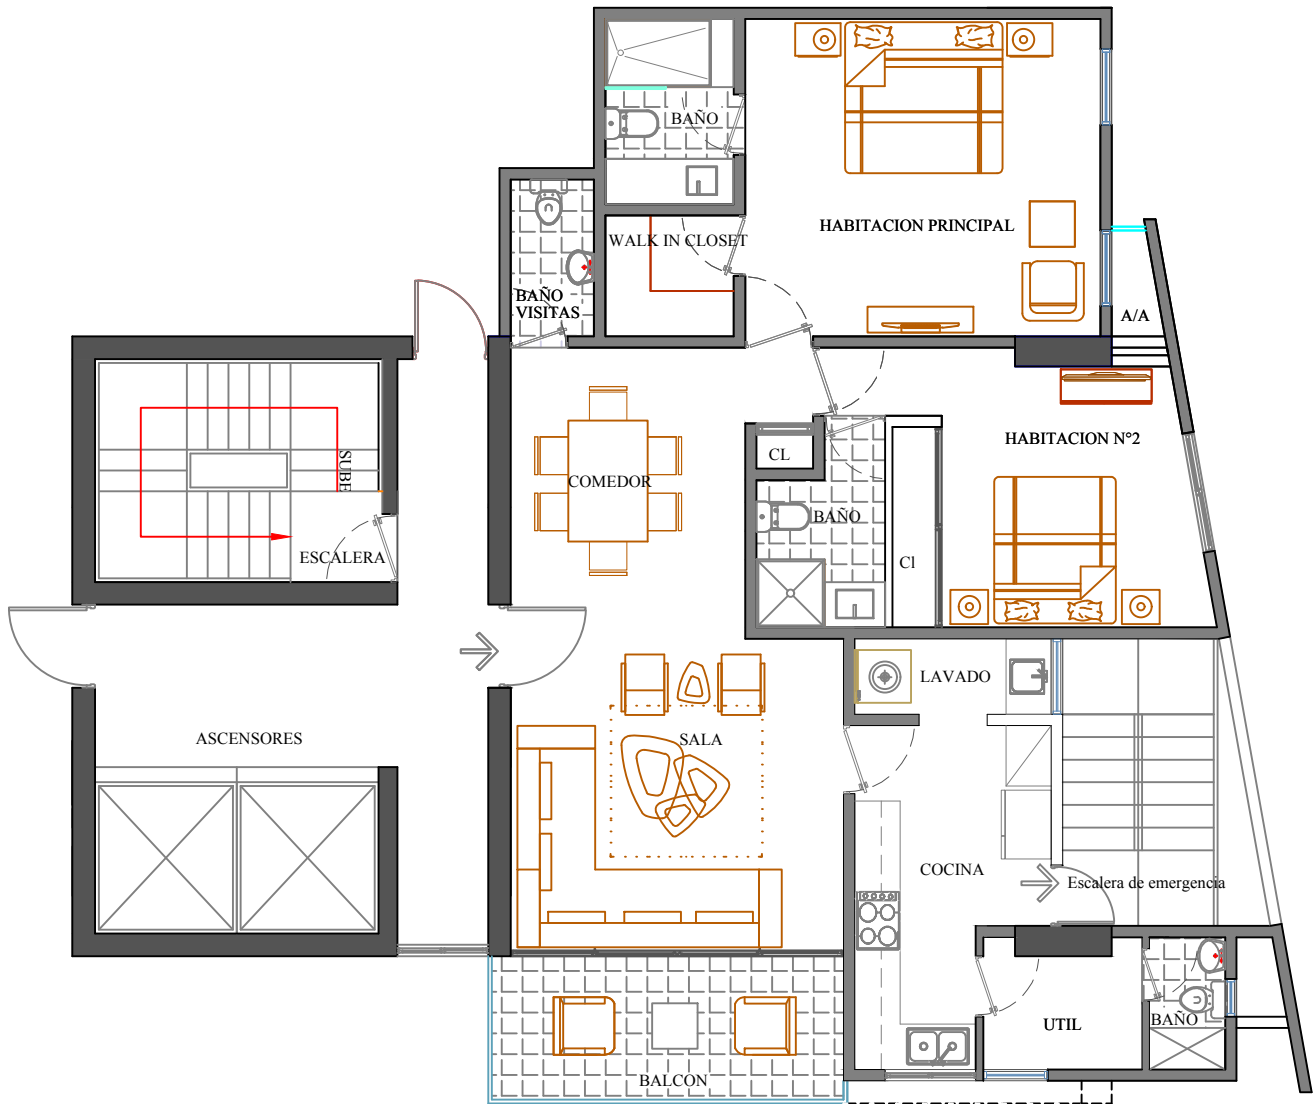 BAÑO
HABITACION PRINCIPAL
WALK IN CLOSET
BAÑO
VISITAS
A/A
HABITACION N°2
CL
COMEDOR
SUBE
BAÑO
ESCALERA
Cl
LAVADO
ASCENSORES
SALA
COCINA
Escalera de emergencia
UTIL
BAÑO
BALCON